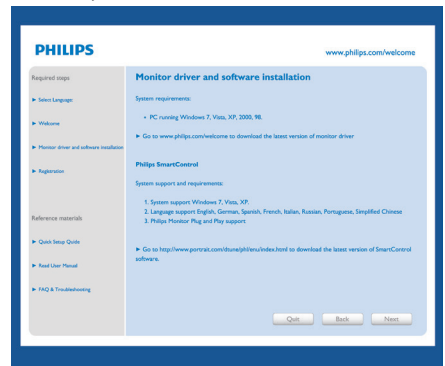 PHILIPS
www.philips.com/welcome
Required steps
Select Language
Welcome
Monitor driver and software installation
Registration
Reference materials
Quick Setup Guide
Read User Manual
FAQ & Troubleshooting
Monitor driver and software installation
System requirements:
• PC running Windows 7, Vista, XP, 2000, 98.
Go to www.philips.com/welcome to download the latest version of monitor driver
Philips SmartControl
System support and requirements:
1. System support Windows 7, Vista, XP.
2. Language support English, German, Spanish, French, Italian, Russian, Portuguese, Simplified Chinese
3. Philips Monitor Plug and Play support
Go to http://www.portrait.com/dtune/phl/enu/index.html to download the latest version of SmartControl
software.
Quit
Back
Next